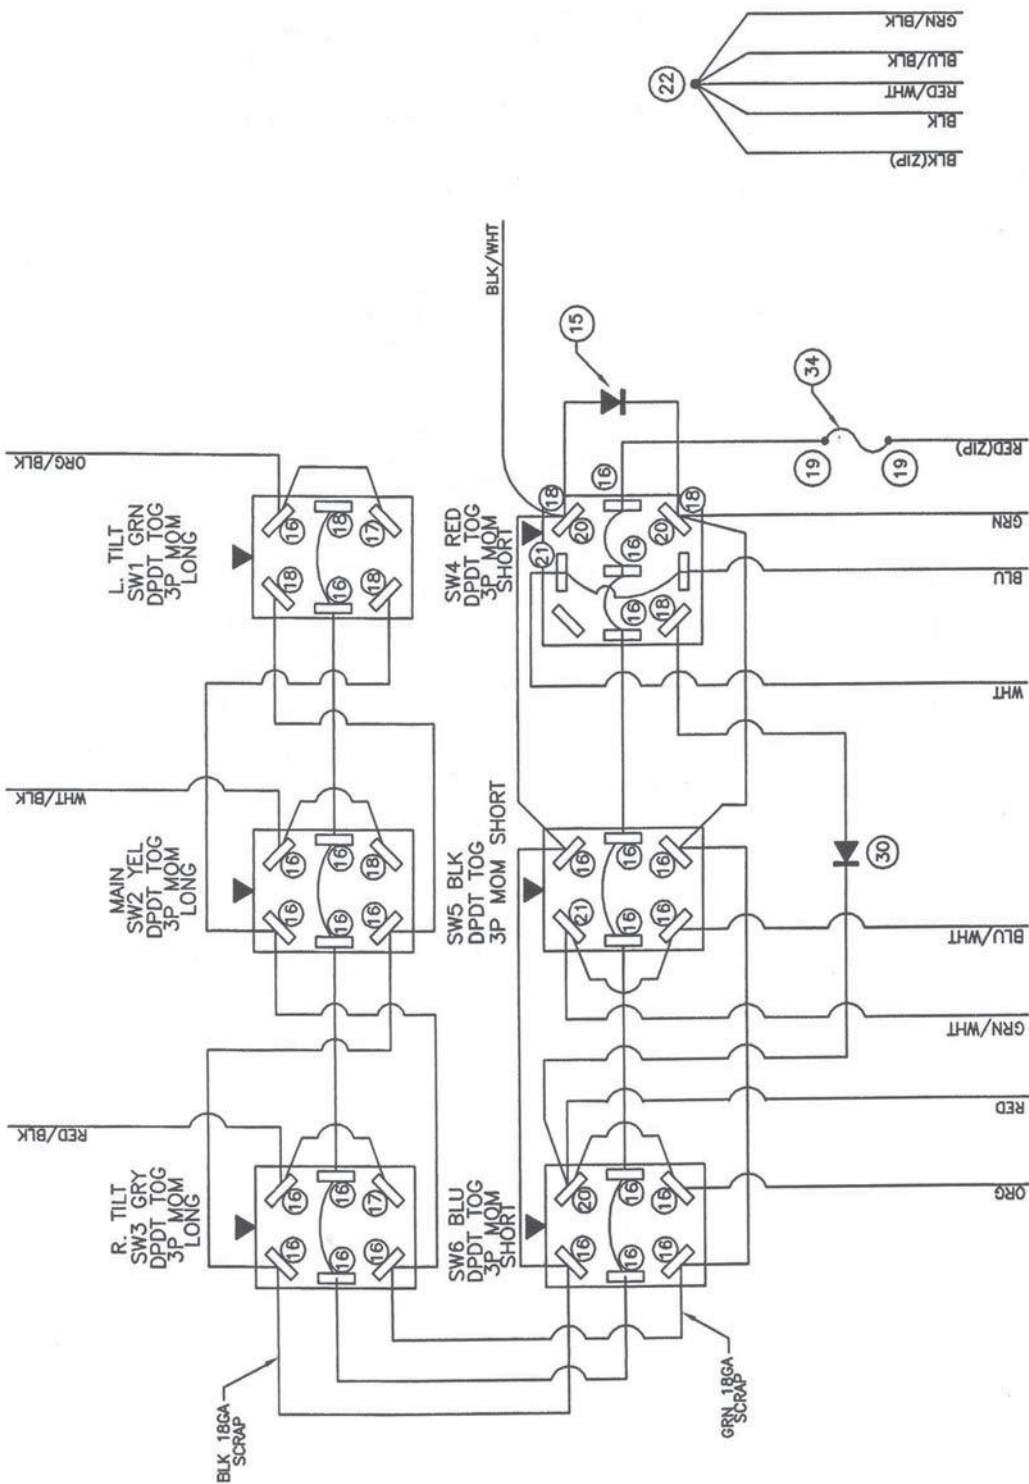 GRN/BLK
BLU/BLK
RED/WHT
BLK
BLK(ZIP)
22
ORG/BLK
L. TILT
SW1 GRN
DPDT TOG
3P MOM
LONG
16
18
18
16
17
18
WHT/BLK
MAIN
SW2 YEL
DPDT TOG
3P MOM
LONG
16
16
16
16
18
16
RED/BLK
R. TILT
SW3 GRY
DPDT TOG
3P MOM
LONG
16
16
16
16
17
16
BLK 18GA
SCRAP
BLK/WHT
15
SW4 RED
DPDT TOG
3P MOM
SHORT
18
20
21
16
16
16
20
18
18
34
19
19
RED(ZIP)
GRN
BLU
WHT
SW5 BLK
DPDT TOG
3P MOM SHORT
16
21
16
16
16
16
30
BLU/WHT
GRN/WHT
SW6 BLU
DPDT TOG
3P MOM
SHORT
20
16
16
16
16
16
RED
ORG
GRN 18GA
SCRAP